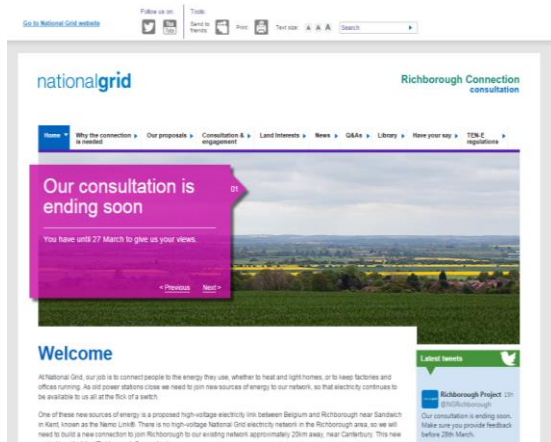 Follow us on:
Tools:
Go to National Grid website
You Tube
Send to friends:
Print:
Text size: A A A
Search
nationalgrid
Richborough Connection
consultation
Home
Why the connection is needed
Our proposals
Consultation & engagement
Land Interests
News
Q&As
Library
Have your say
TEN-E regulations
Our consultation is
ending soon
01
You have until 27 March to give us your views.
< Previous
Next >
Welcome
At National Grid, our job is to connect people to the energy they use, whether to heat and light homes, or to keep factories and
offices running. As old power stations close we need to join new sources of energy to our network, so that electricity continues to
be available to us all at the flick of a switch.
One of these new sources of energy is a proposed high-voltage electricity link between Belgium and Richborough near Sandwich
in Kent, known as the Nemo Link®. There is no high-voltage National Grid electricity network in the Richborough area, so we will
need to build a new connection to join Richborough to our existing network approximately 20km away, near Canterbury. This new
Latest tweets
Richborough Project
@NGRichborough
Our consultation is ending soon.
Make sure you provide feedback
before 28th March.